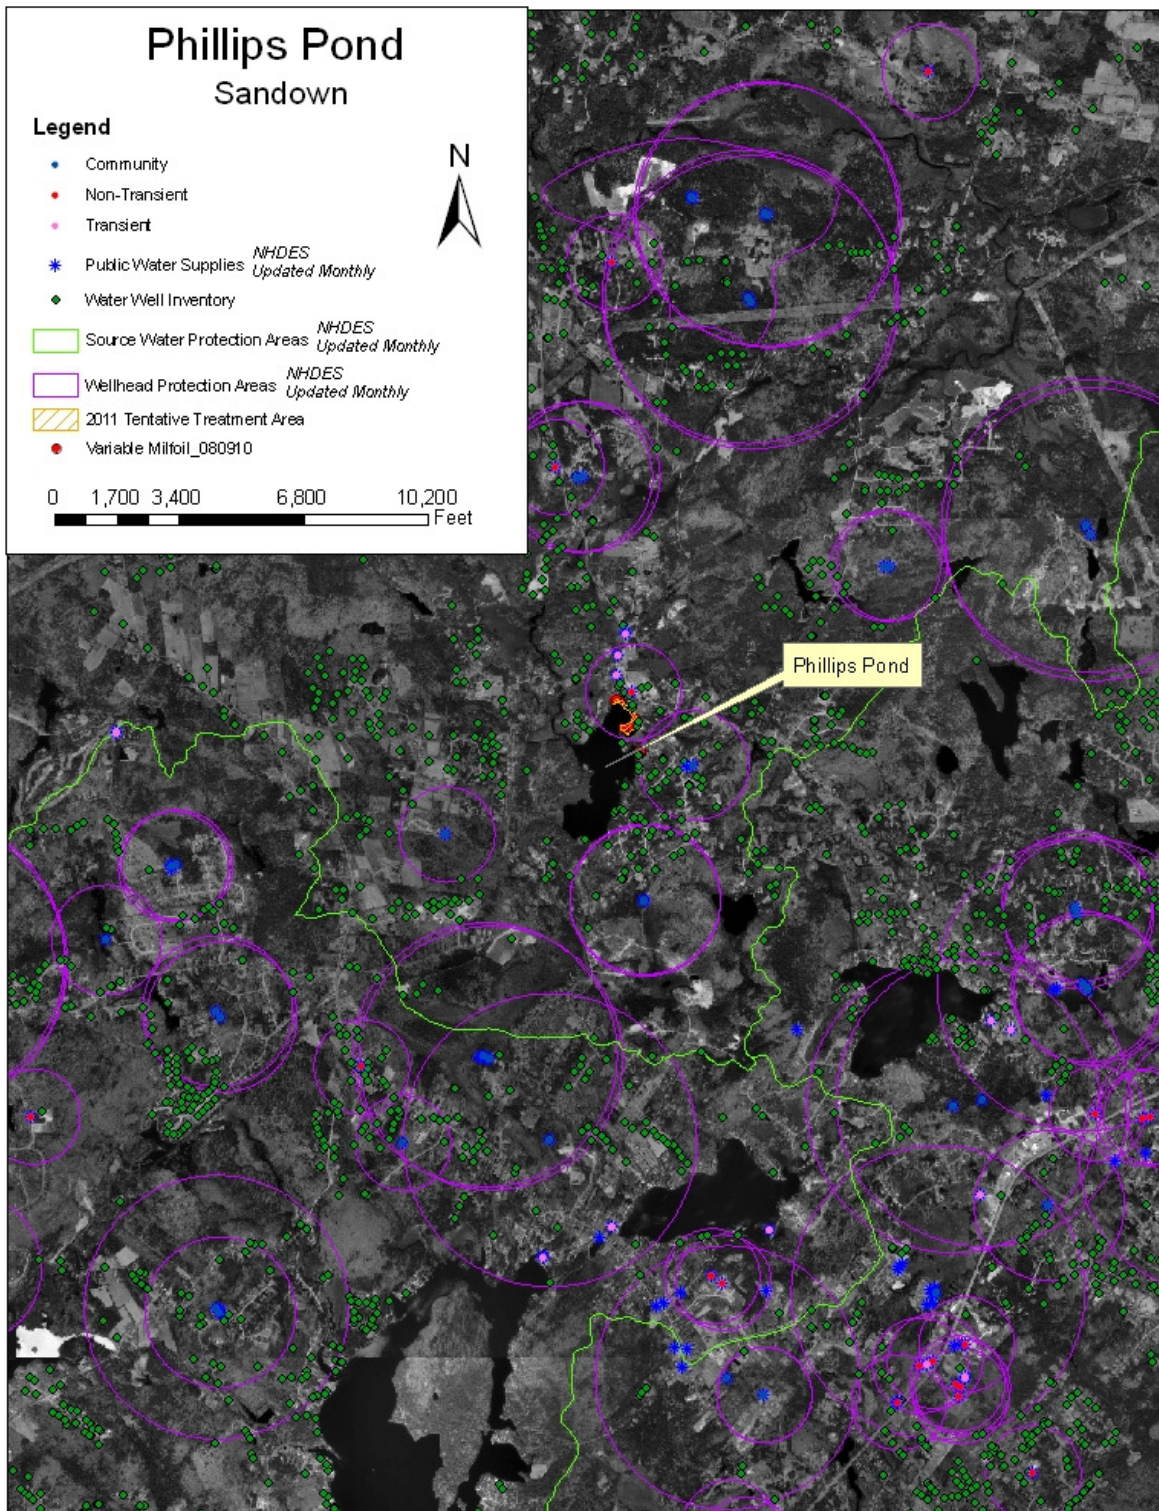 Phillips Pond
Sandown
Legend
N
Community
Non-Transient
Transient
Public Water Supplies NHDES
Updated Monthly
Water Well Inventory
Source Water Protection Areas NHDES
Updated Monthly
Wellhead Protection Areas NHDES
Updated Monthly
2011 Tentative Treatment Area
Variable Milfoil_080910
0 1,700 3,400 6,800 10,200
Feet
Phillips Pond